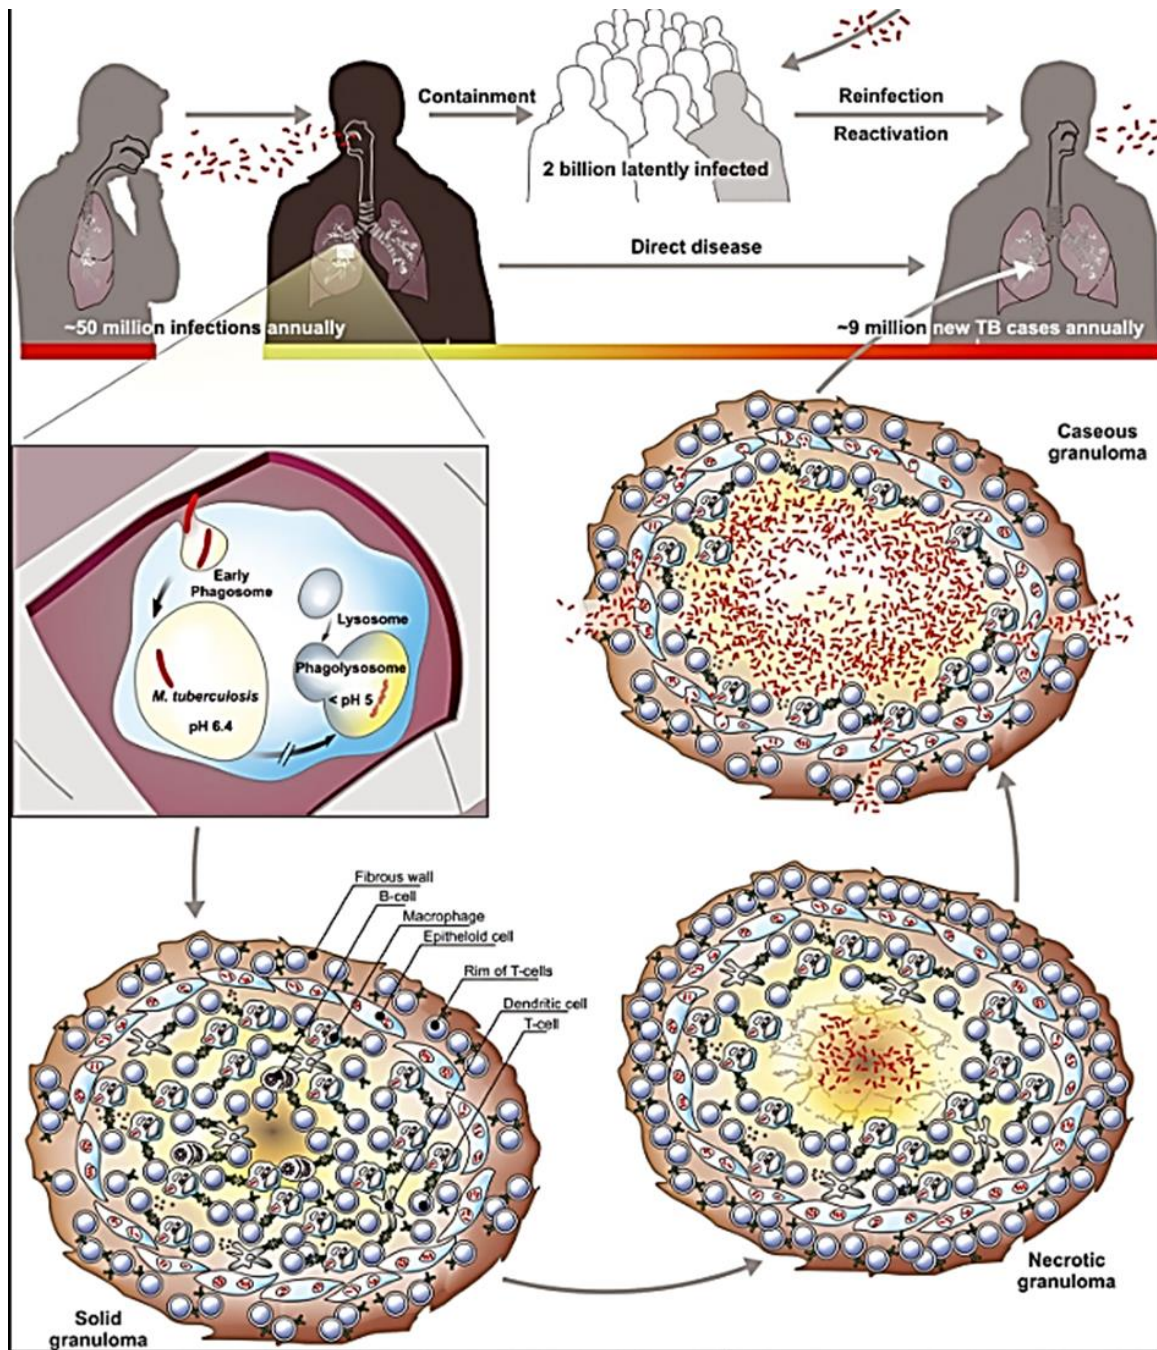 Containment
2 billion latently infected
Reinfection
Reactivation
Direct disease
~50 million infections annually
~9 million new TB cases annually
Early
Phagosome
Lysosome
Phagolysosome
< pH 5
M. tuberculosis
pH 6.4
Caseous
granuloma
Fibrous wall
B-cell
Macrophage
Epitheloid cell
Rim of T-cells
Dendritic cell
T-cell
Solid
granuloma
Necrotic
granuloma